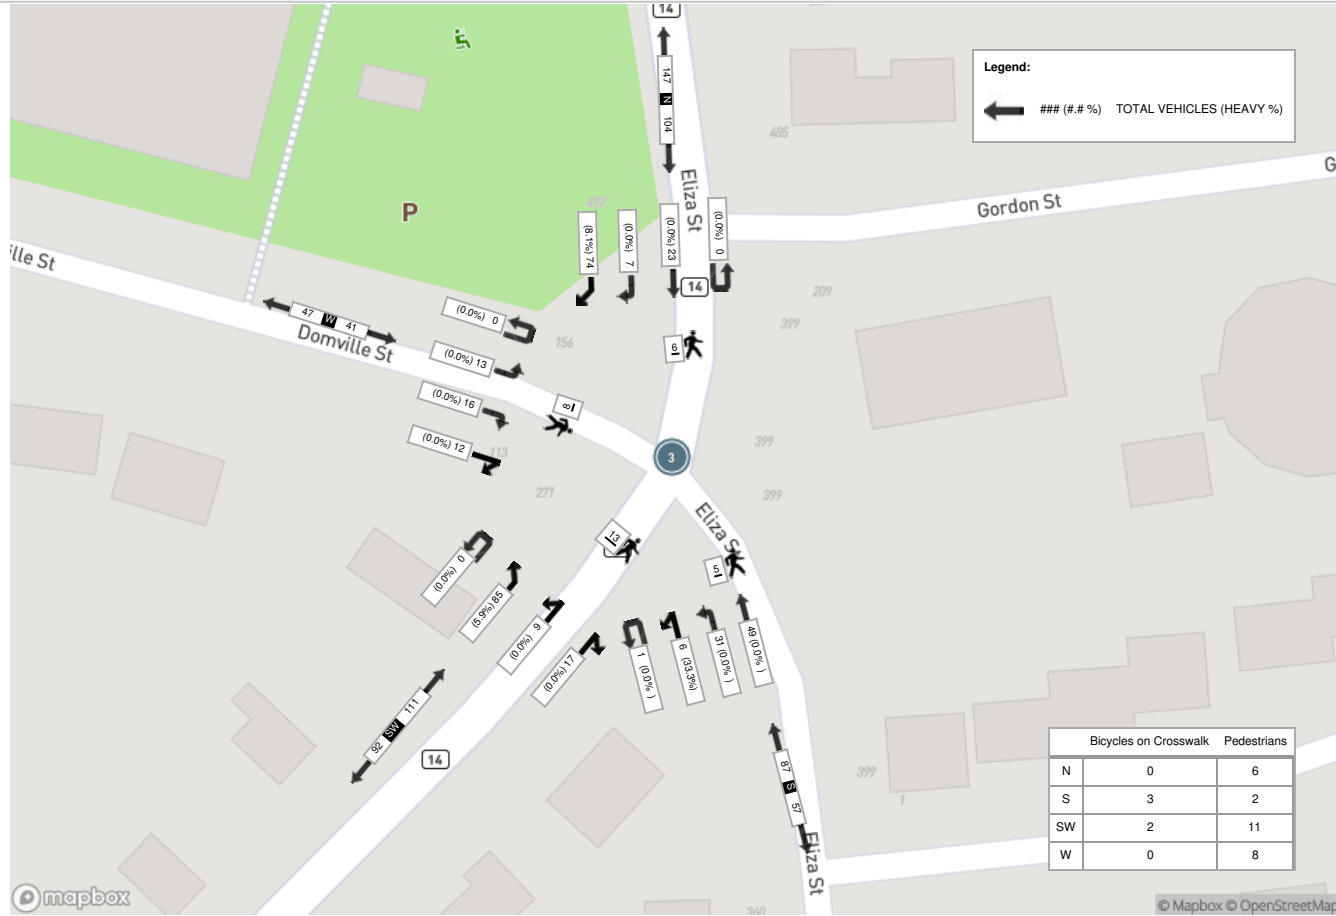 14
147 N 104
Legend:
### (#.# %) TOTAL VEHICLES (HEAVY %)
485
Eliza St
Gordon St
G
492
P
(8.1%) 74
(0.0%) 7
(0.0%) 23
(0.0%) 0
14
209
399
ille St
47 W 41
Domville St
(0.0%) 0
156
(0.0%) 13
(0.0%) 16
(0.0%) 12
113
6
8
3
399
271
399
Eliza St
13
5
(0.0%) 0
(5.9%) 85
(0.0%) 9
(0.0%) 17
1 (0.0% )
6 (33.3%)
31 (0.0% )
49 (0.0% )
92 SW 111
14
87 S 57
399
1
Eliza St
Bicycles on Crosswalk Pedestrians
N 0 6
S 3 2
SW 2 11
W 0 8
360
mapbox
© Mapbox © OpenStreetMap